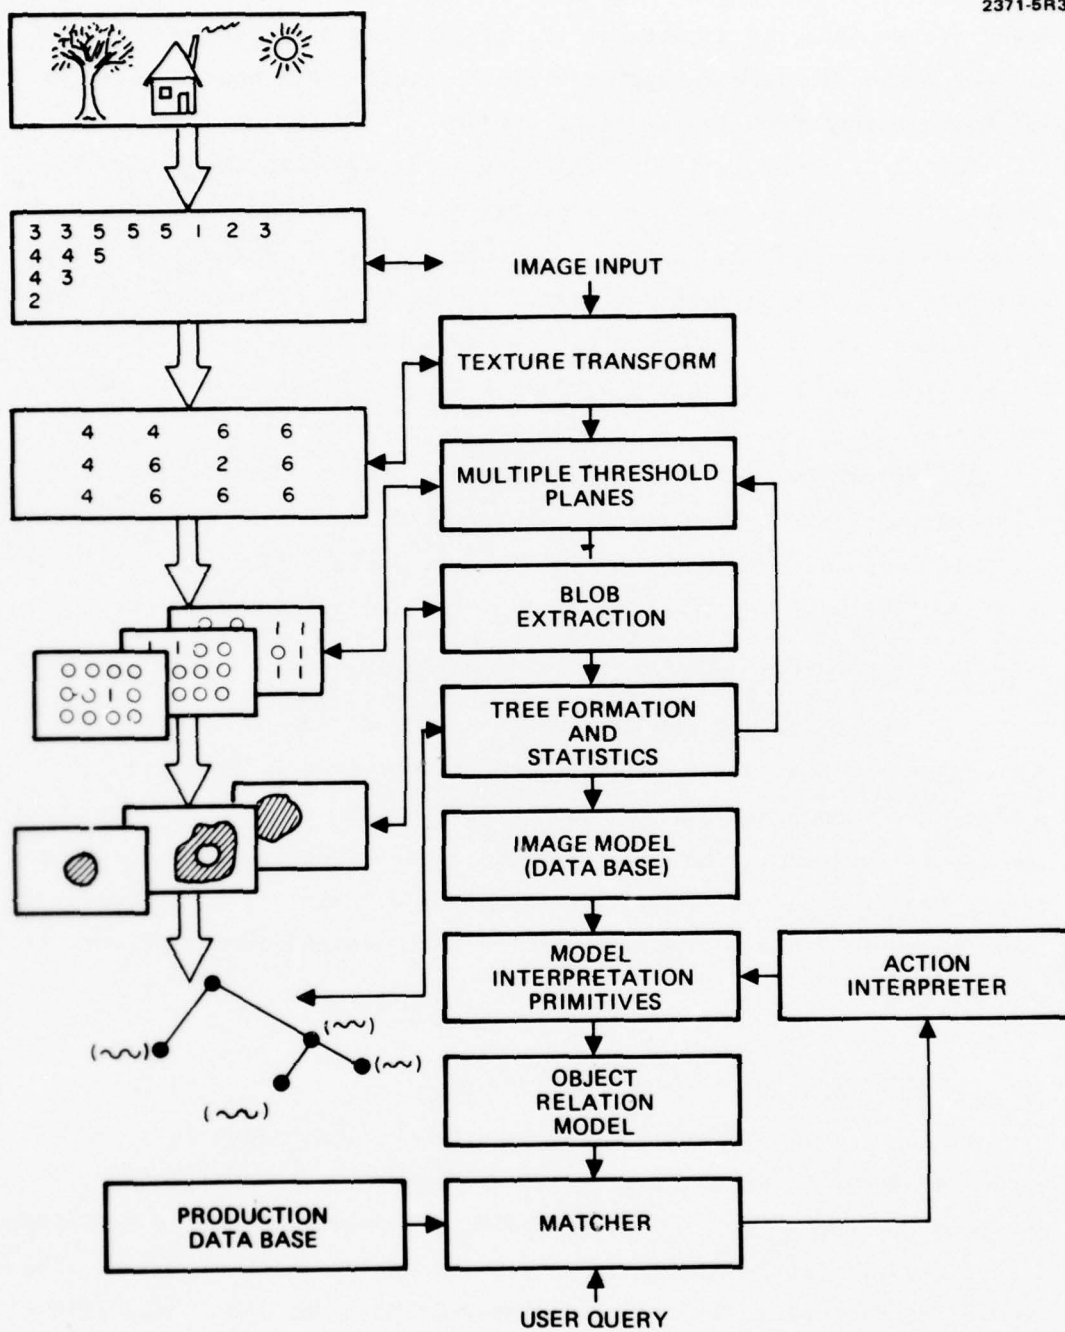 2371-5R3
3 3 5 5 5 1 2 3
4 4 5
4 3
2
IMAGE INPUT
TEXTURE TRANSFORM
4 4 6 6
4 6 2 6
4 6 6 6
MULTIPLE THRESHOLD
PLANES
BLOB
EXTRACTION
TREE FORMATION
AND
STATISTICS
IMAGE MODEL
(DATA BASE)
MODEL
INTERPRETATION
PRIMITIVES
ACTION
INTERPRETER
OBJECT
RELATION
MODEL
PRODUCTION
DATA BASE
MATCHER
USER QUERY